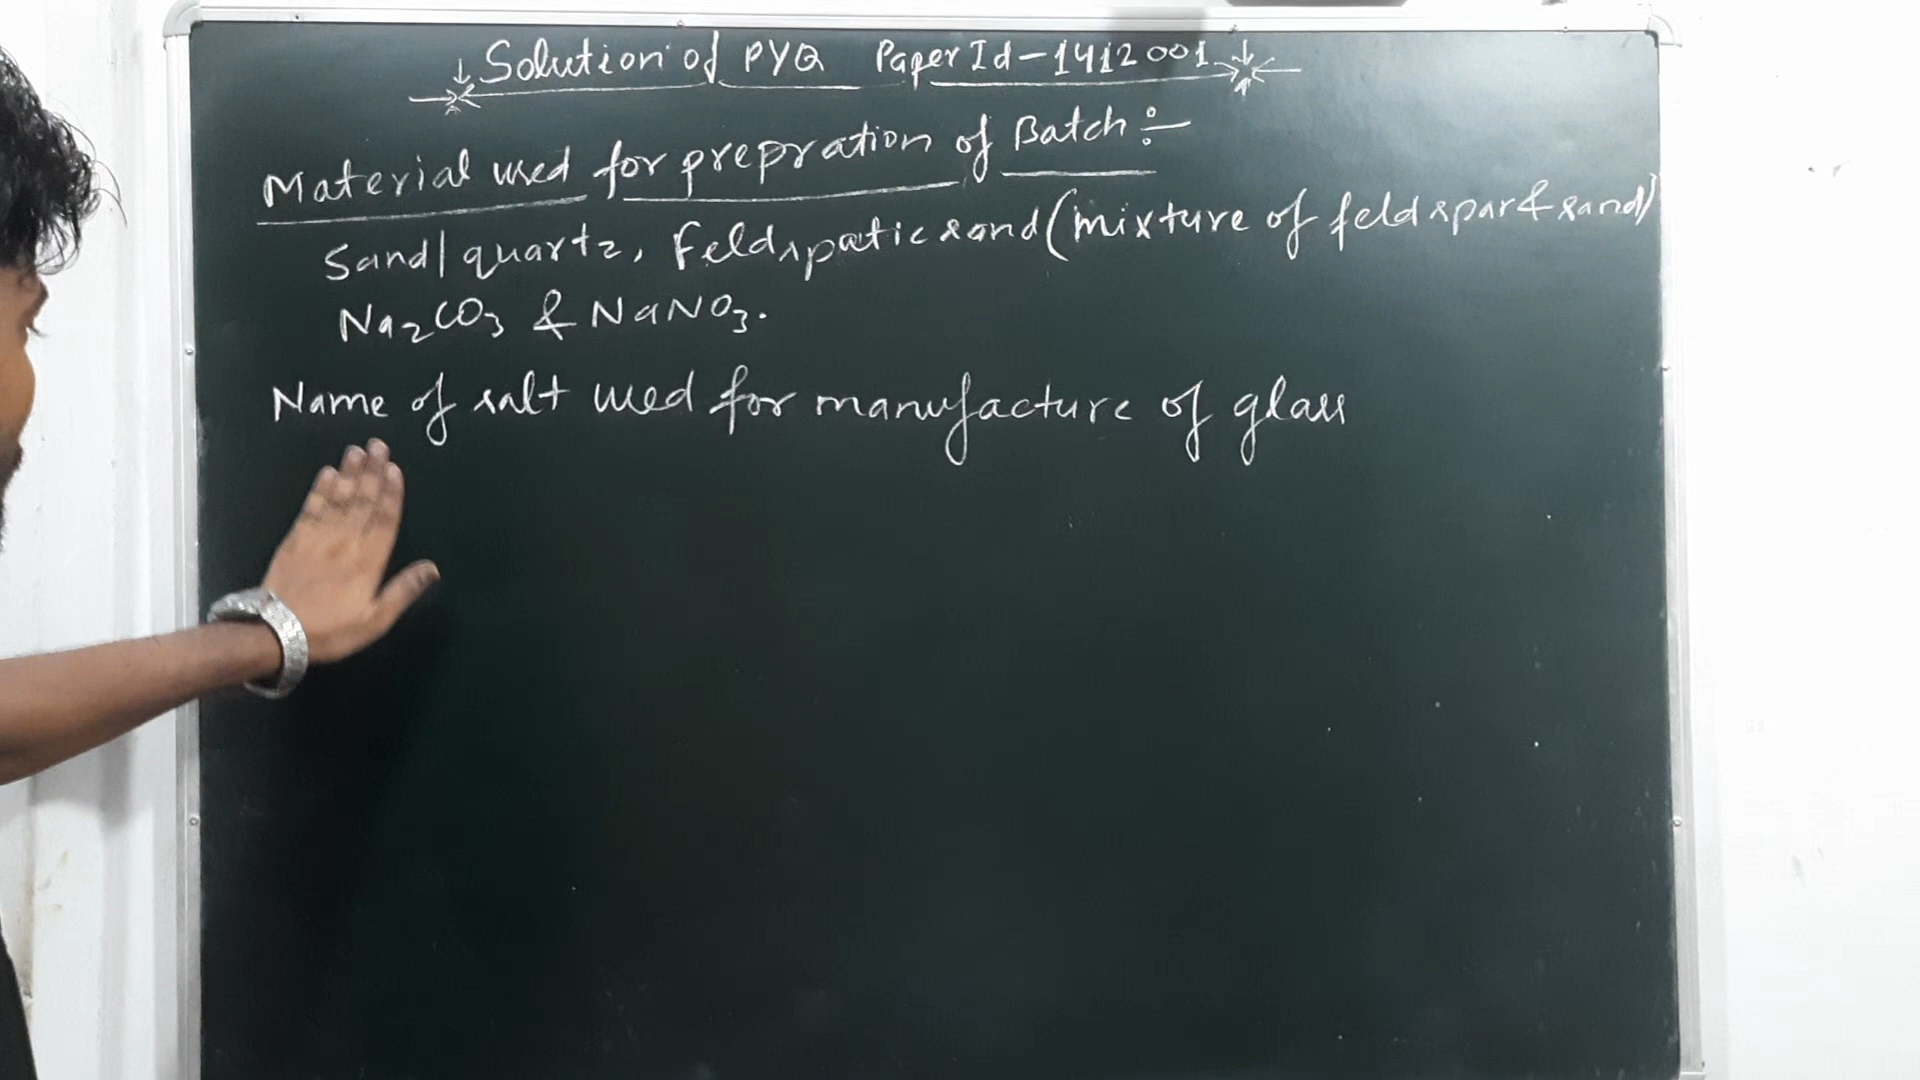 Solution of PYQ Paper Id-1412001
Material used for prepration of Batch:-
Sand/quartz, Feldspatic sand (mixture of feldspar & sand)
Na₂CO₃ & NaNO₃.
Name of salt used for manufacture of glass